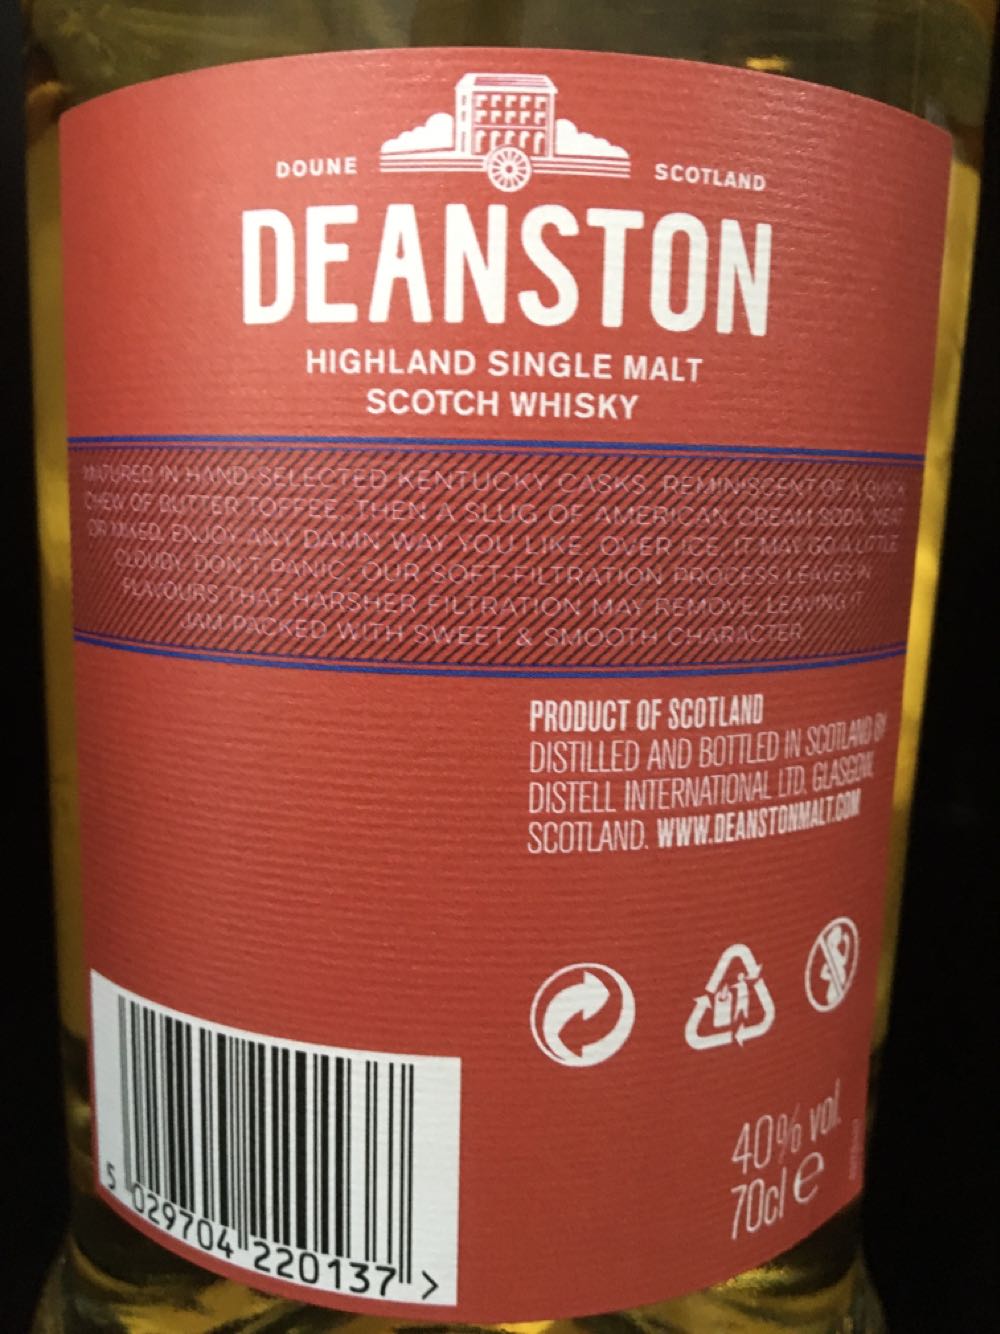 DOUNE SCOTLAND
DEANSTON
HIGHLAND SINGLE MALT
SCOTCH WHISKY
MATURED IN HAND-SELECTED KENTUCKY CASKS. REMINISCENT OF A QUICK
CHEW OF BUTTER TOFFEE, THEN A SLUG OF AMERICAN CREAM SODA. NEAT
OR MIXED, ENJOY ANY DAMN WAY YOU LIKE. OVER ICE, IT MAY GO A LITTLE
CLOUDY. DON'T PANIC, OUR SOFT-FILTRATION PROCESS LEAVES IN
FLAVOURS THAT HARSHER FILTRATION MAY REMOVE, LEAVING IT
JAM-PACKED WITH SWEET & SMOOTH CHARACTER.
PRODUCT OF SCOTLAND
DISTILLED AND BOTTLED IN SCOTLAND BY
DISTELL INTERNATIONAL LTD, GLASGOW,
SCOTLAND. WWW.DEANSTONMALT.COM
40% vol.
70cl e
5 029704 220137 >